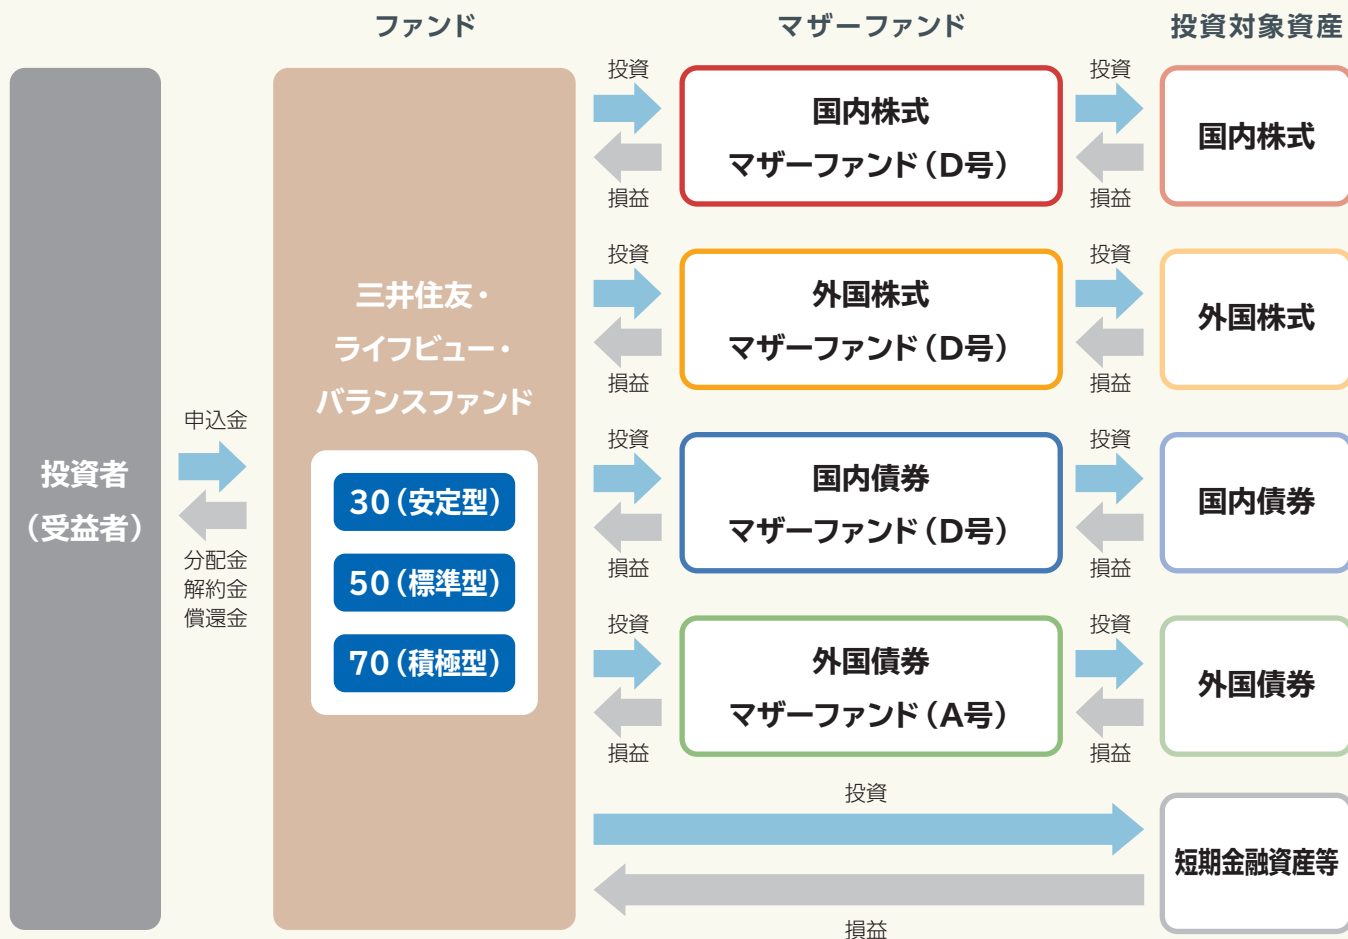 ファンド
マザーファンド
投資対象資産
投資者
（受益者）
申込金
分配金
解約金
償還金
三井住友・
ライフビュー・
バランスファンド
30（安定型）
50（標準型）
70（積極型）
投資
損益
国内株式
マザーファンド（D号）
投資
損益
国内株式
投資
損益
外国株式
マザーファンド（D号）
投資
損益
外国株式
投資
損益
国内債券
マザーファンド（D号）
投資
損益
国内債券
投資
損益
外国債券
マザーファンド（A号）
投資
損益
外国債券
投資
損益
短期金融資産等